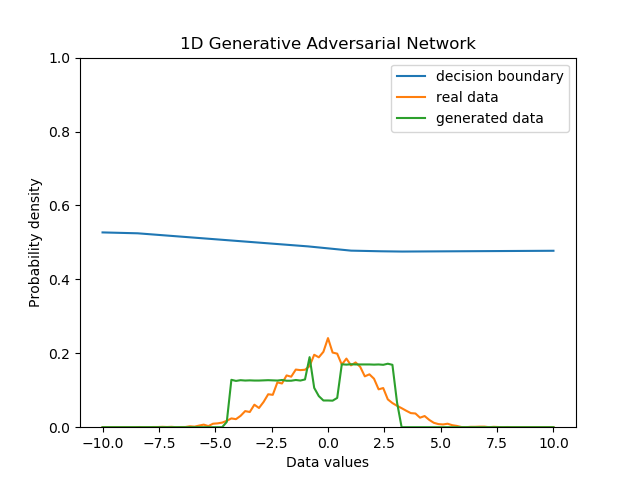 1D Generative Adversarial Network
1.0
0.8
0.6
0.4
0.2
0.0
Probability density
decision boundary
real data
generated data
−10.0 −7.5 −5.0 −2.5 0.0 2.5 5.0 7.5 10.0
Data values